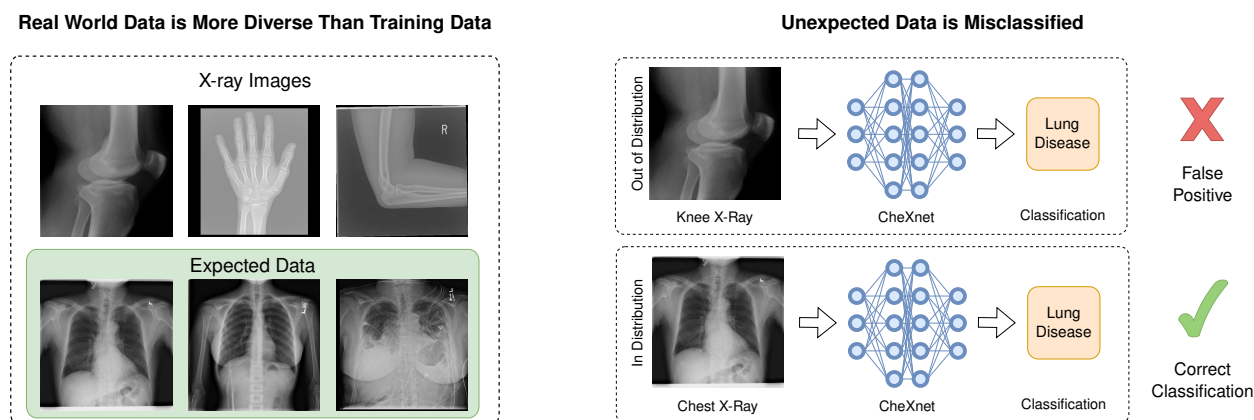 Real World Data is More Diverse Than Training Data
X-ray Images
R
Expected Data
Unexpected Data is Misclassified
Out of Distribution
Knee X-Ray
CheXnet
Lung
Disease
Classification
False
Positive
In Distribution
Chest X-Ray
CheXnet
Lung
Disease
Classification
Correct
Classification